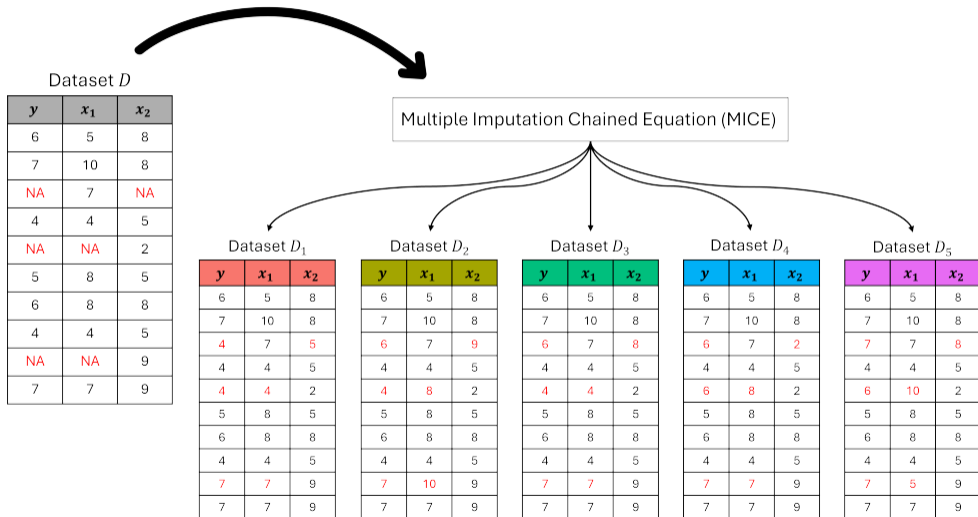 Dataset D
y x₁ x₂
6 5 8
7 10 8
NA 7 NA
4 4 5
NA NA 2
5 8 5
6 8 8
4 4 5
NA NA 9
7 7 9
Multiple Imputation Chained Equation (MICE)
Dataset D₁
y x₁ x₂
6 5 8
7 10 8
4 7 5
4 4 5
4 4 2
5 8 5
6 8 8
4 4 5
7 7 9
7 7 9
Dataset D₂
y x₁ x₂
6 5 8
7 10 8
6 7 9
4 4 5
4 8 2
5 8 5
6 8 8
4 4 5
7 10 9
7 7 9
Dataset D₃
y x₁ x₂
6 5 8
7 10 8
6 7 8
4 4 5
4 4 2
5 8 5
6 8 8
4 4 5
7 7 9
7 7 9
Dataset D₄
y x₁ x₂
6 5 8
7 10 8
6 7 2
4 4 5
6 8 2
5 8 5
6 8 8
4 4 5
7 7 9
7 7 9
Dataset D₅
y x₁ x₂
6 5 8
7 10 8
7 7 8
4 4 5
6 10 2
5 8 5
6 8 8
4 4 5
7 5 9
7 7 9